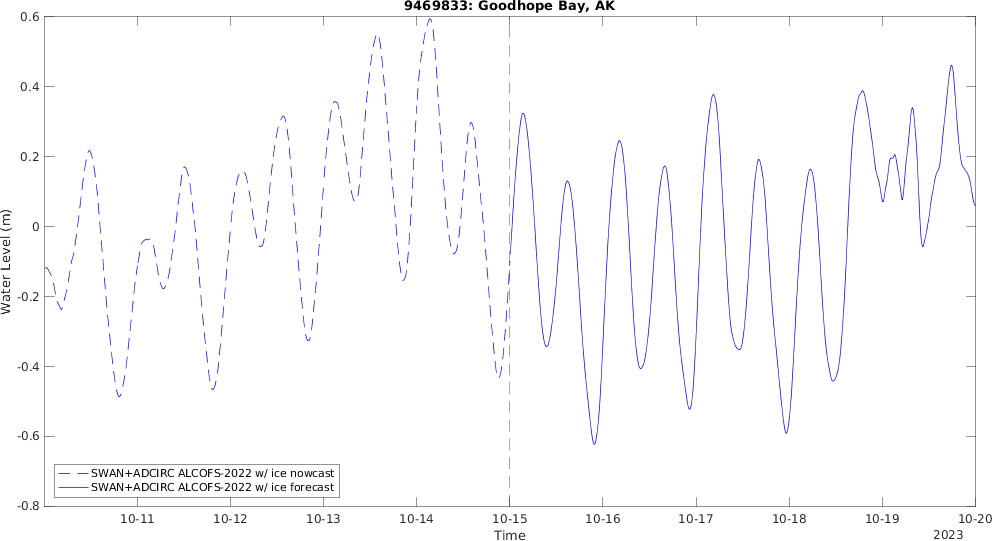 9469833: Goodhope Bay, AK
Water Level (m)
0.6
0.4
0.2
0
-0.2
-0.4
-0.6
-0.8
SWAN+ADCIRC ALCOFS-2022 w/ ice nowcast
SWAN+ADCIRC ALCOFS-2022 w/ ice forecast
10-11 10-12 10-13 10-14 10-15 10-16 10-17 10-18 10-19 10-20
Time
2023